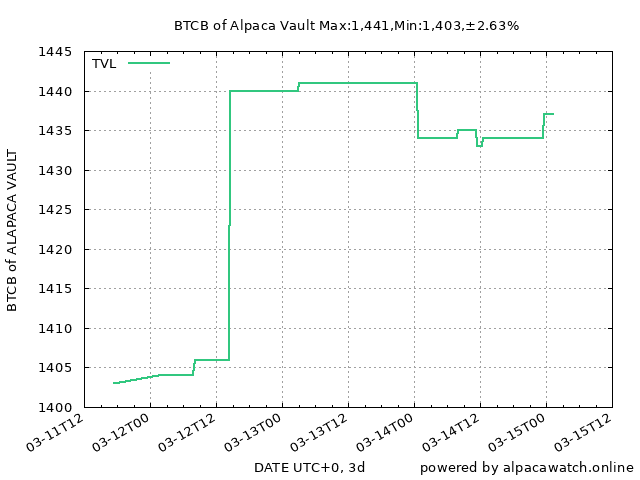 BTCB of Alpaca Vault Max:1,441,Min:1,403,±2.63%
TVL
1445
1440
1435
1430
1425
1420
1415
1410
1405
1400
BTCB of ALAPACA VAULT
03-11T12
03-12T00
03-12T12
03-13T00
03-13T12
03-14T00
03-14T12
03-15T00
03-15T12
DATE UTC+0, 3d
powered by alpacawatch.online